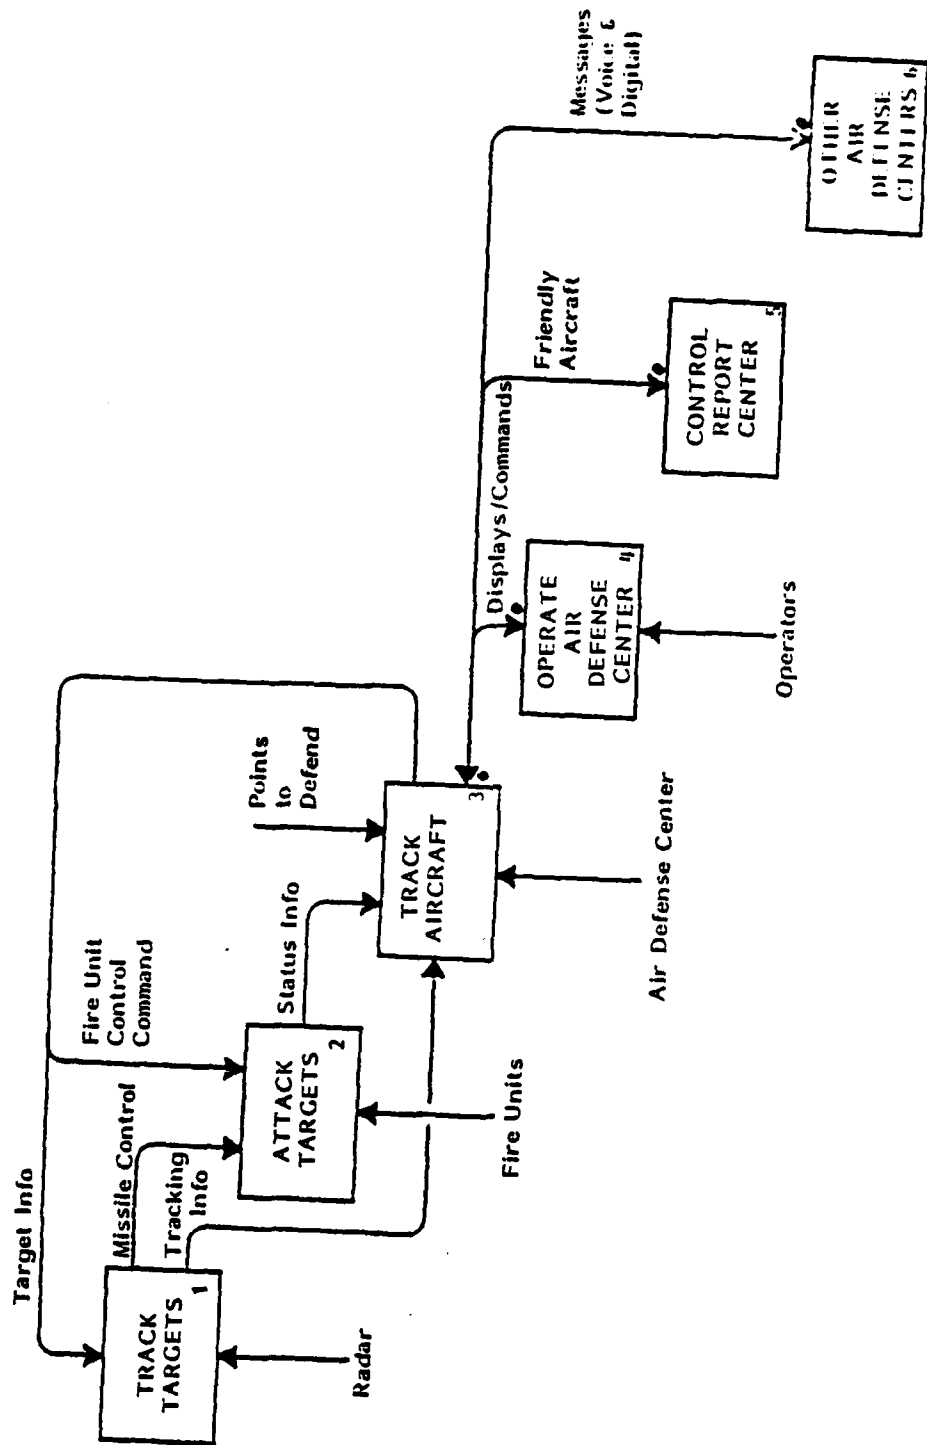 Target Info
Fire Unit
Control
Command
Missile Control
Tracking
Info
TRACK
TARGETS
1
Radar
ATTACK
TARGETS
2
Fire Units
Status Info
Points
to
Defend
TRACK
AIRCRAFT
3
Air Defense Center
Displays/Commands
OPERATE
AIR
DEFENSE
CENTER
4
Operators
Friendly
Aircraft
CONTROL
REPORT
CENTER
5
Messages
(Voice &
Digital)
OTHER
AIR
DEFENSE
CENTERS 6